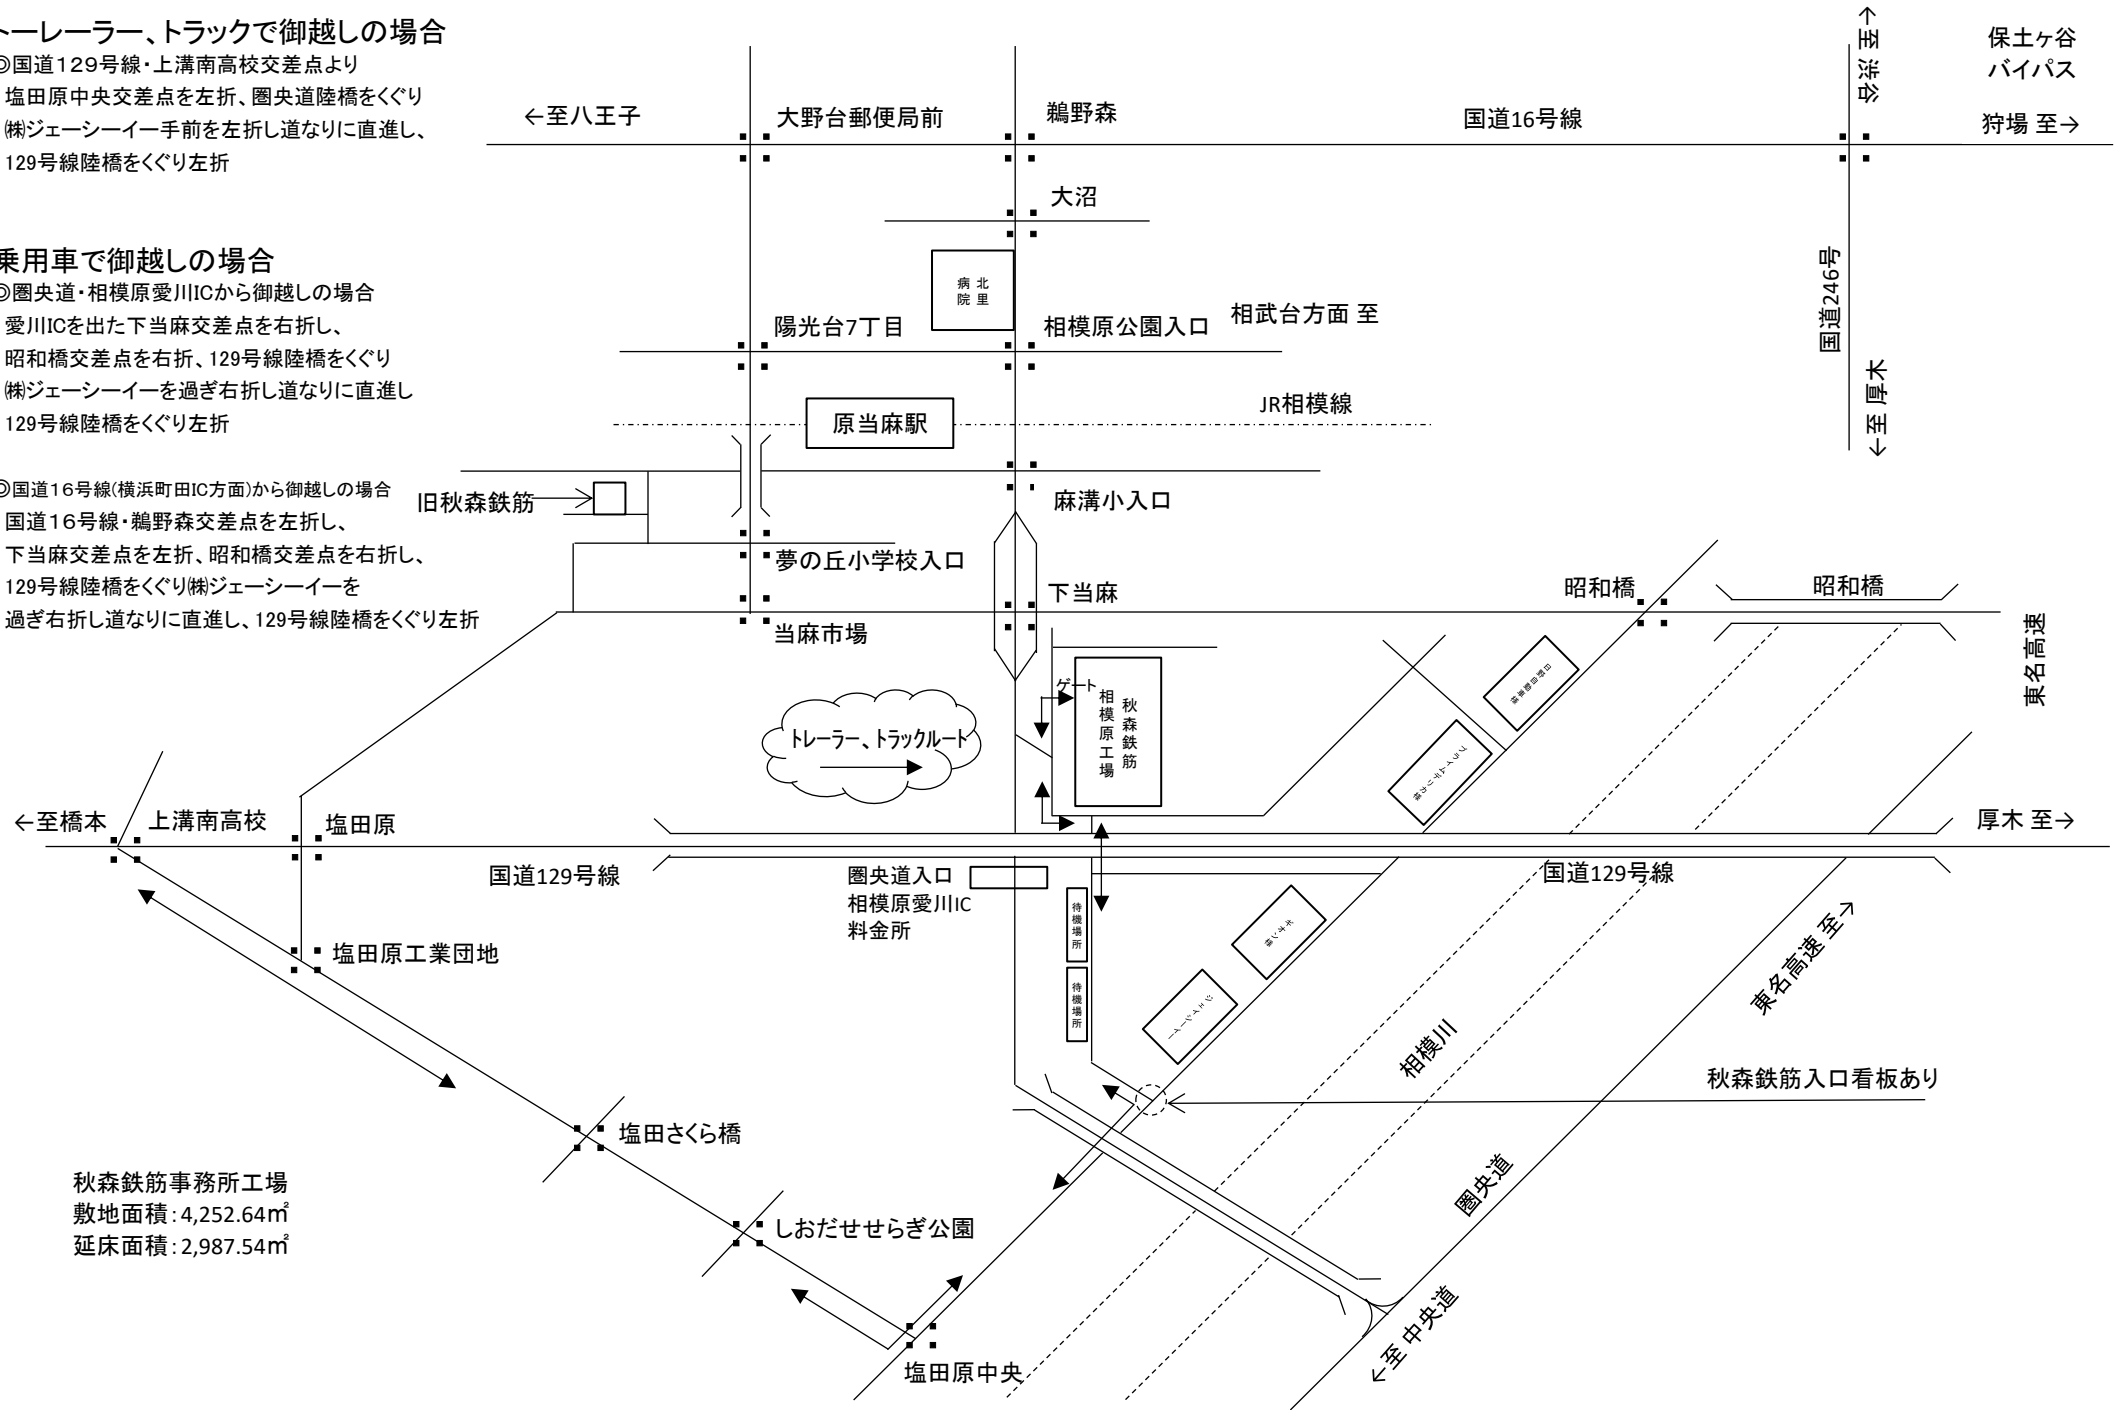 トーレーラー、トラックで御越しの場合
◎国道129号線・上溝南高校交差点より
塩田原中央交差点を左折、圏央道陸橋をくぐり
㈱ジェーシーイー手前を左折し道なりに直進し、
129号線陸橋をくぐり左折
乗用車で御越しの場合
◎圏央道・相模原愛川ICから御越しの場合
愛川ICを出た下当麻交差点を右折し、
昭和橋交差点を右折、129号線陸橋をくぐり
㈱ジェーシーイーを過ぎ右折し道なりに直進し
129号線陸橋をくぐり左折
◎国道16号線(横浜町田IC方面)から御越しの場合
国道16号線・鵜野森交差点を左折し、
下当麻交差点を左折、昭和橋交差点を右折し、
129号線陸橋をくぐり㈱ジェーシーイーを
過ぎ右折し道なりに直進し、129号線陸橋をくぐり左折
←至八王子
大野台郵便局前
鵜野森
国道16号線
←至 渋谷
保土ヶ谷
バイパス
狩場 至→
大沼
北里
病院
陽光台7丁目
相模原公園入口
相武台方面 至
国道246号
←至 厚木
原当麻駅
JR相模線
旧秋森鉄筋
麻溝小入口
夢の丘小学校入口
下当麻
昭和橋
昭和橋
当麻市場
東名高速
ゲート
秋森鉄筋
相模原工場
日野自動車様
プライムデリカ様
トレーラー、トラックルート
←至橋本
上溝南高校
塩田原
厚木 至→
国道129号線
圏央道入口
相模原愛川IC
料金所
国道129号線
待機場所
待機場所
ギオン様
ジェイシーイー
塩田原工業団地
東名高速 至→
相模川
秋森鉄筋入口看板あり
塩田さくら橋
圏央道
秋森鉄筋事務所工場
敷地面積：4,252.64㎡
延床面積：2,987.54㎡
しおだせせらぎ公園
←至 中央道
塩田原中央